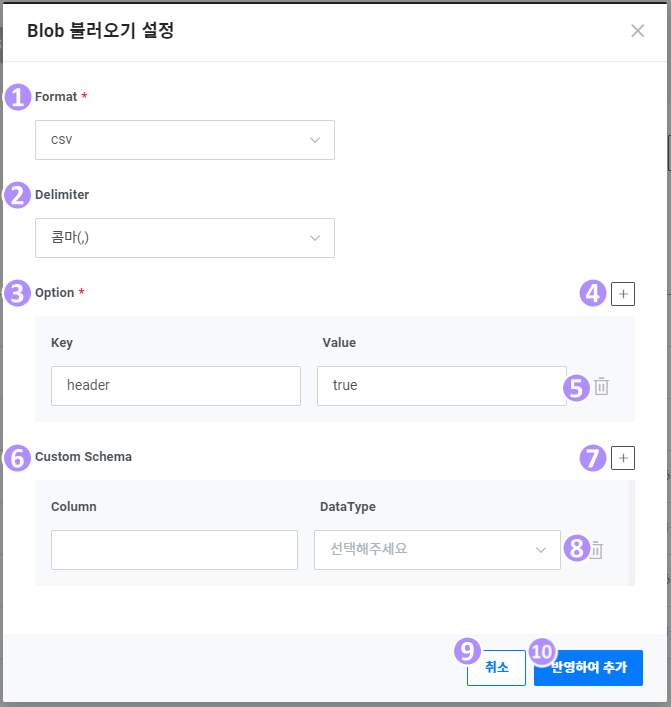 Blob 불러오기 설정
1 Format *
csv
2 Delimiter
콤마(,)
3 Option * 4 +
Key Value
header true 5
6 Custom Schema 7 +
Column DataType
선택해주세요 8
9 취소 10 반영하여 추가